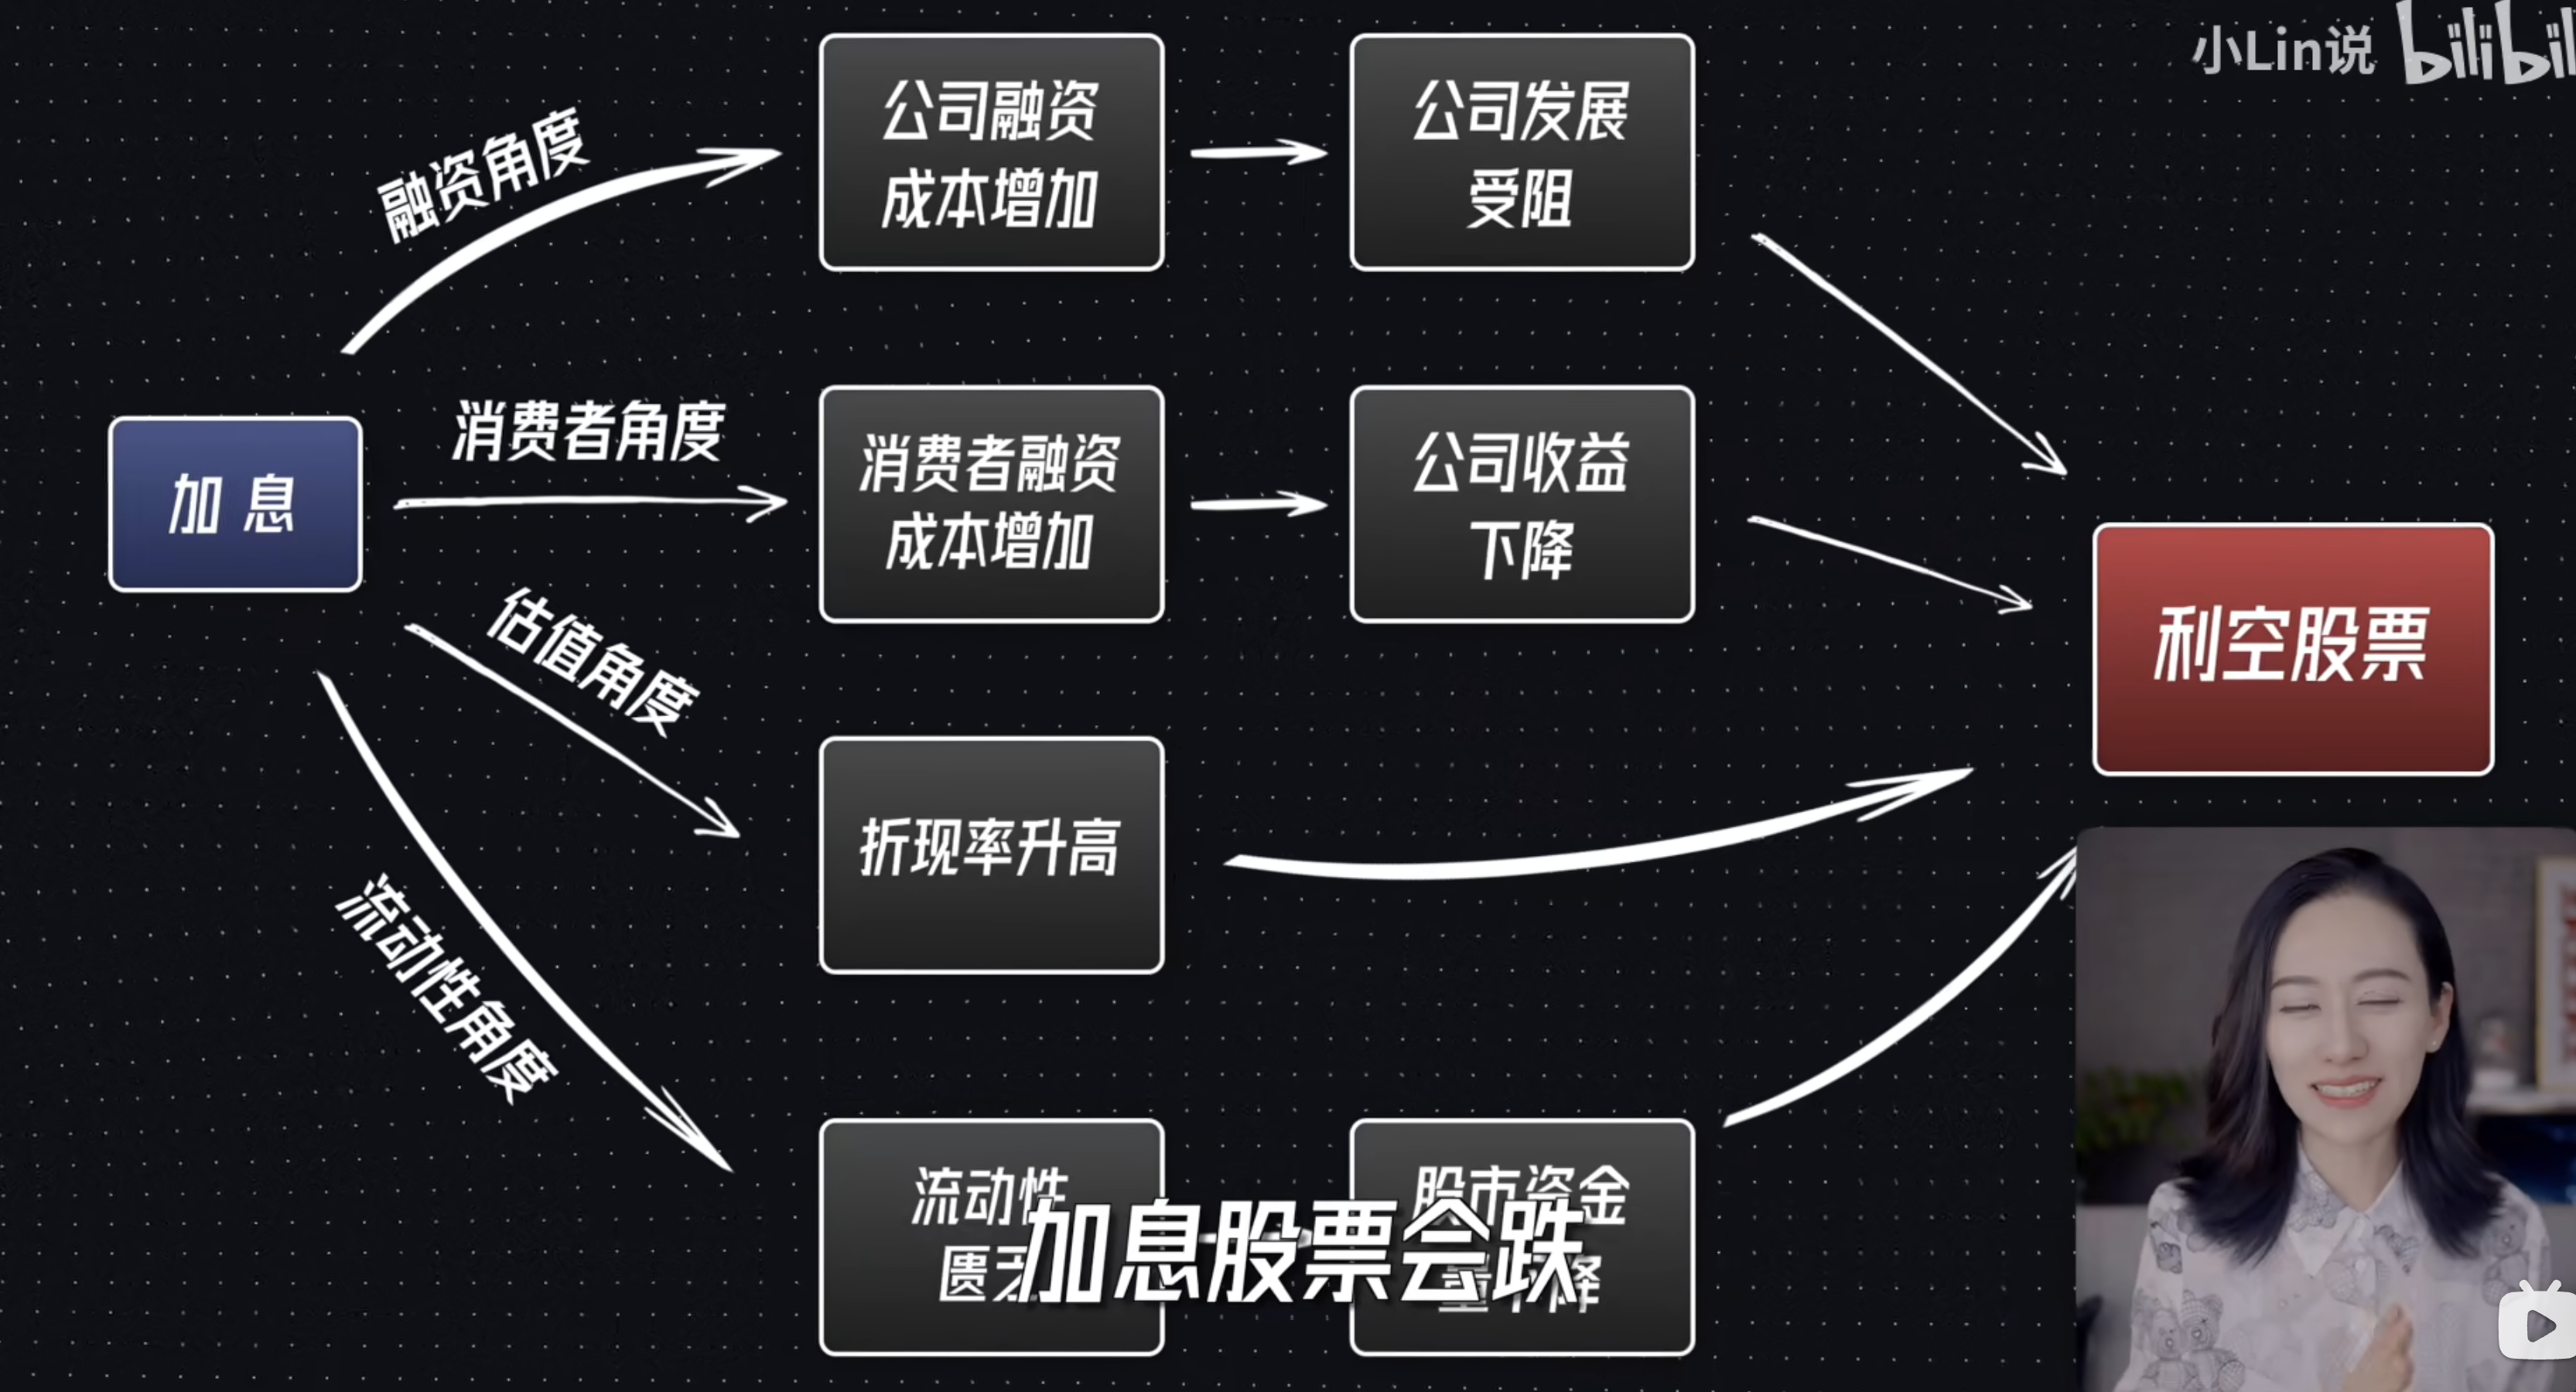 小Lin说 bilibili
融资角度
公司融资
成本增加
公司发展
受阻
加息
消费者角度
消费者融资
成本增加
公司收益
下降
利空股票
估值角度
折现率升高
流动性角度
流动性
股市资金
加息股票会跌